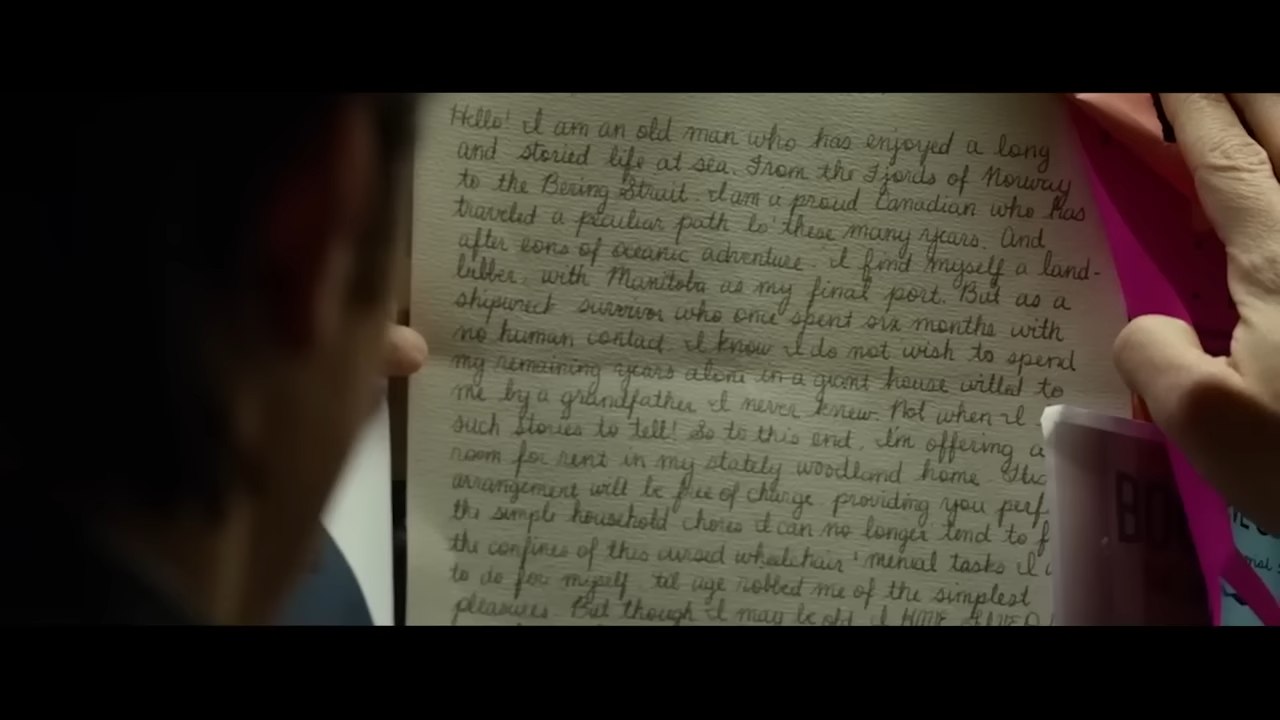 Hello! I am an old man who has enjoyed a long
and storied life at sea. From the Fjords of Norway
to the Bering Strait. I am a proud Canadian who has
traveled a peculiar path lo these many years. And
after eons of oceanic adventure. I find myself a land-
lubber, with Manitoba as my final port. But as a
shipwreck survivor who once spent six months with
no human contact I know I do not wish to spend
my remaining years alone in a giant house willed to
me by a grandfather I never knew. Not when I
such stories to tell! So to this end, I'm offering a
room for rent in my stately woodland home. This
arrangement will be free of charge providing you perf
the simple household chores I can no longer tend to f
the confines of this cursed wheelchair: menial tasks I
to do for myself 'til age robbed me of the simplest
pleasures. But though I may be old, I HAVE LIVED
BO